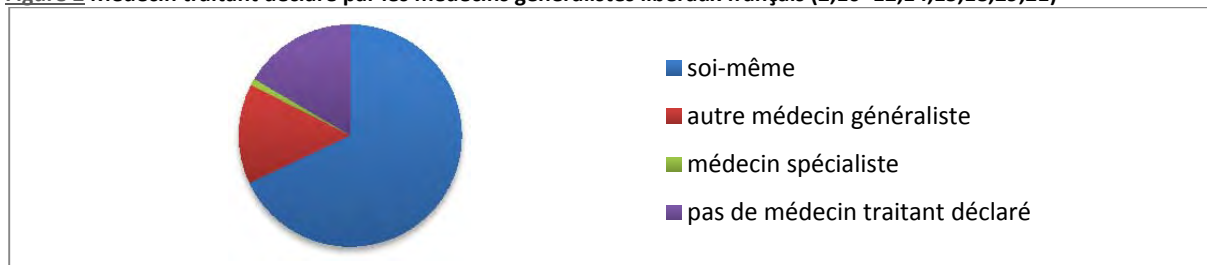 Médecin traitant déclaré par les médecins généralistes libéraux français
soi-même
autre médecin généraliste
médecin spécialiste
pas de médecin traitant déclaré